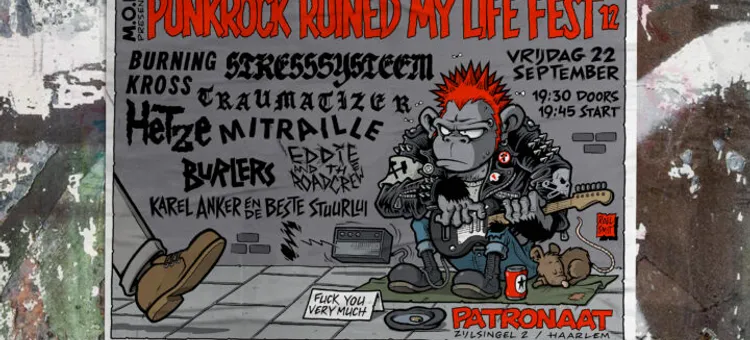 PUNKROCK RUINED MY LIFE FEST 12
BURNING
KROSS
STRESSSYSTEEM
TRAUMATIZER
HETZE
MITRAILLE
BURLERS
EDDIE
AND THE
ROADCREW
KAREL ANKER EN DE BESTE STUURLUI
VRIJDAG 22
SEPTEMBER
19:30 DOORS
19:45 START
FUCK YOU
VERY MUCH
PATRONAAT
ZIJLSINGEL 2 / HAARLEM